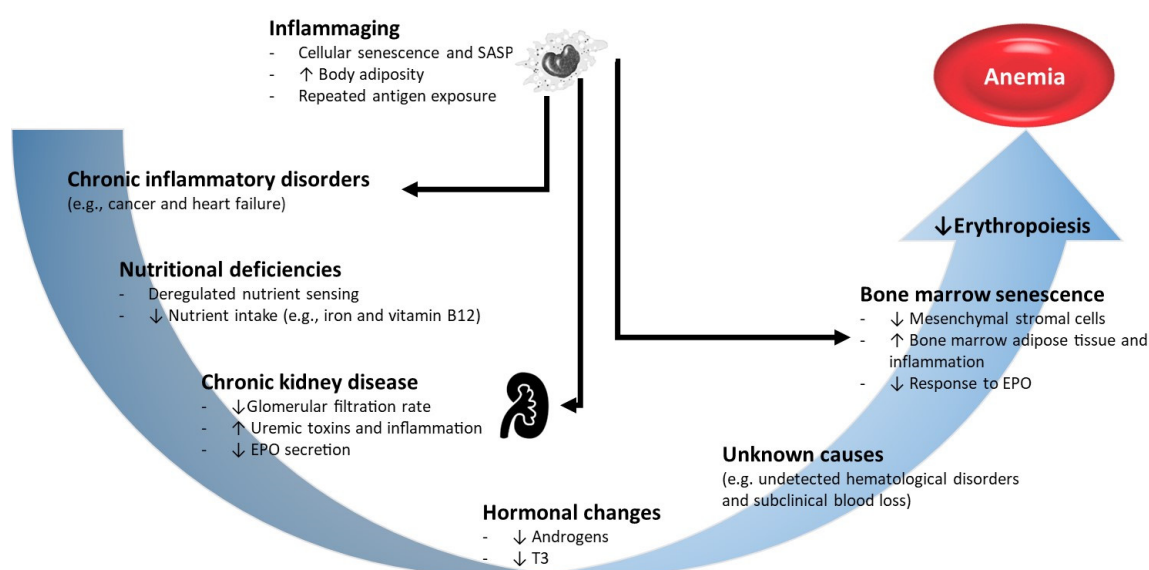 Inflammaging
- Cellular senescence and SASP
- ↑ Body adiposity
- Repeated antigen exposure
Anemia
Chronic inflammatory disorders
(e.g., cancer and heart failure)
↓Erythropoiesis
Nutritional deficiencies
- Deregulated nutrient sensing
- ↓ Nutrient intake (e.g., iron and vitamin B12)
Bone marrow senescence
- ↓ Mesenchymal stromal cells
- ↑ Bone marrow adipose tissue and
inflammation
- ↓ Response to EPO
Chronic kidney disease
- ↓Glomerular filtration rate
- ↑ Uremic toxins and inflammation
- ↓ EPO secretion
Unknown causes
(e.g. undetected hematological disorders
and subclinical blood loss)
Hormonal changes
- ↓ Androgens
- ↓ T3